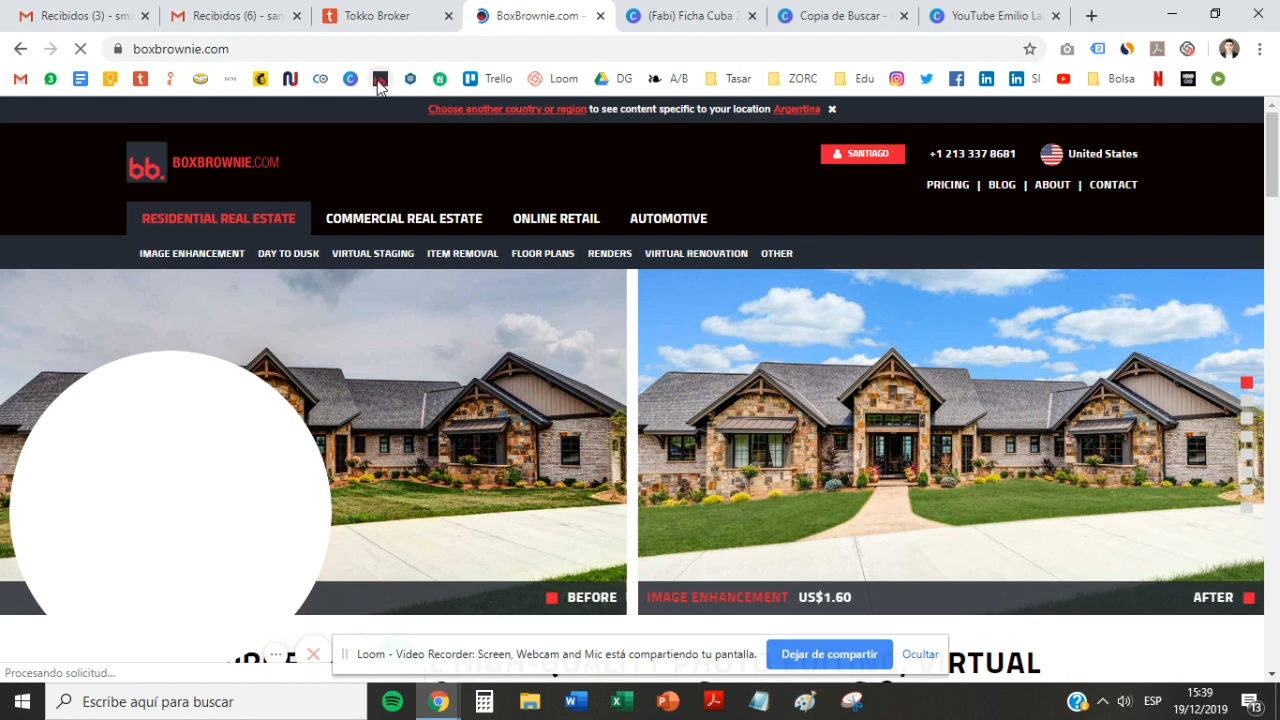 Recibidos (3) - sm
Recibidos (6) - san
Tokko Broker
BoxBrownie.com –
(Fabi) Ficha Cuba 2
Copia de Buscar -
YouTube Emilio La
boxbrownie.com
Trello
Loom
DG
A/B
Tasar
ZORC
Edu
SI
Bolsa
Choose another country or region to see content specific to your location Argentina
bb. BOXBROWNIE.COM
SANTIAGO
+1 213 337 8681
United States
PRICING | BLOG | ABOUT | CONTACT
RESIDENTIAL REAL ESTATE
COMMERCIAL REAL ESTATE
ONLINE RETAIL
AUTOMOTIVE
IMAGE ENHANCEMENT
DAY TO DUSK
VIRTUAL STAGING
ITEM REMOVAL
FLOOR PLANS
RENDERS
VIRTUAL RENOVATION
OTHER
BEFORE
IMAGE ENHANCEMENT US$1.60
AFTER
Loom - Video Recorder: Screen, Webcam and Mic está compartiendo tu pantalla.
Dejar de compartir
Ocultar
VIRTUAL
Procesando solicitud...
Escribe aquí para buscar
ESP
15:39
19/12/2019
13